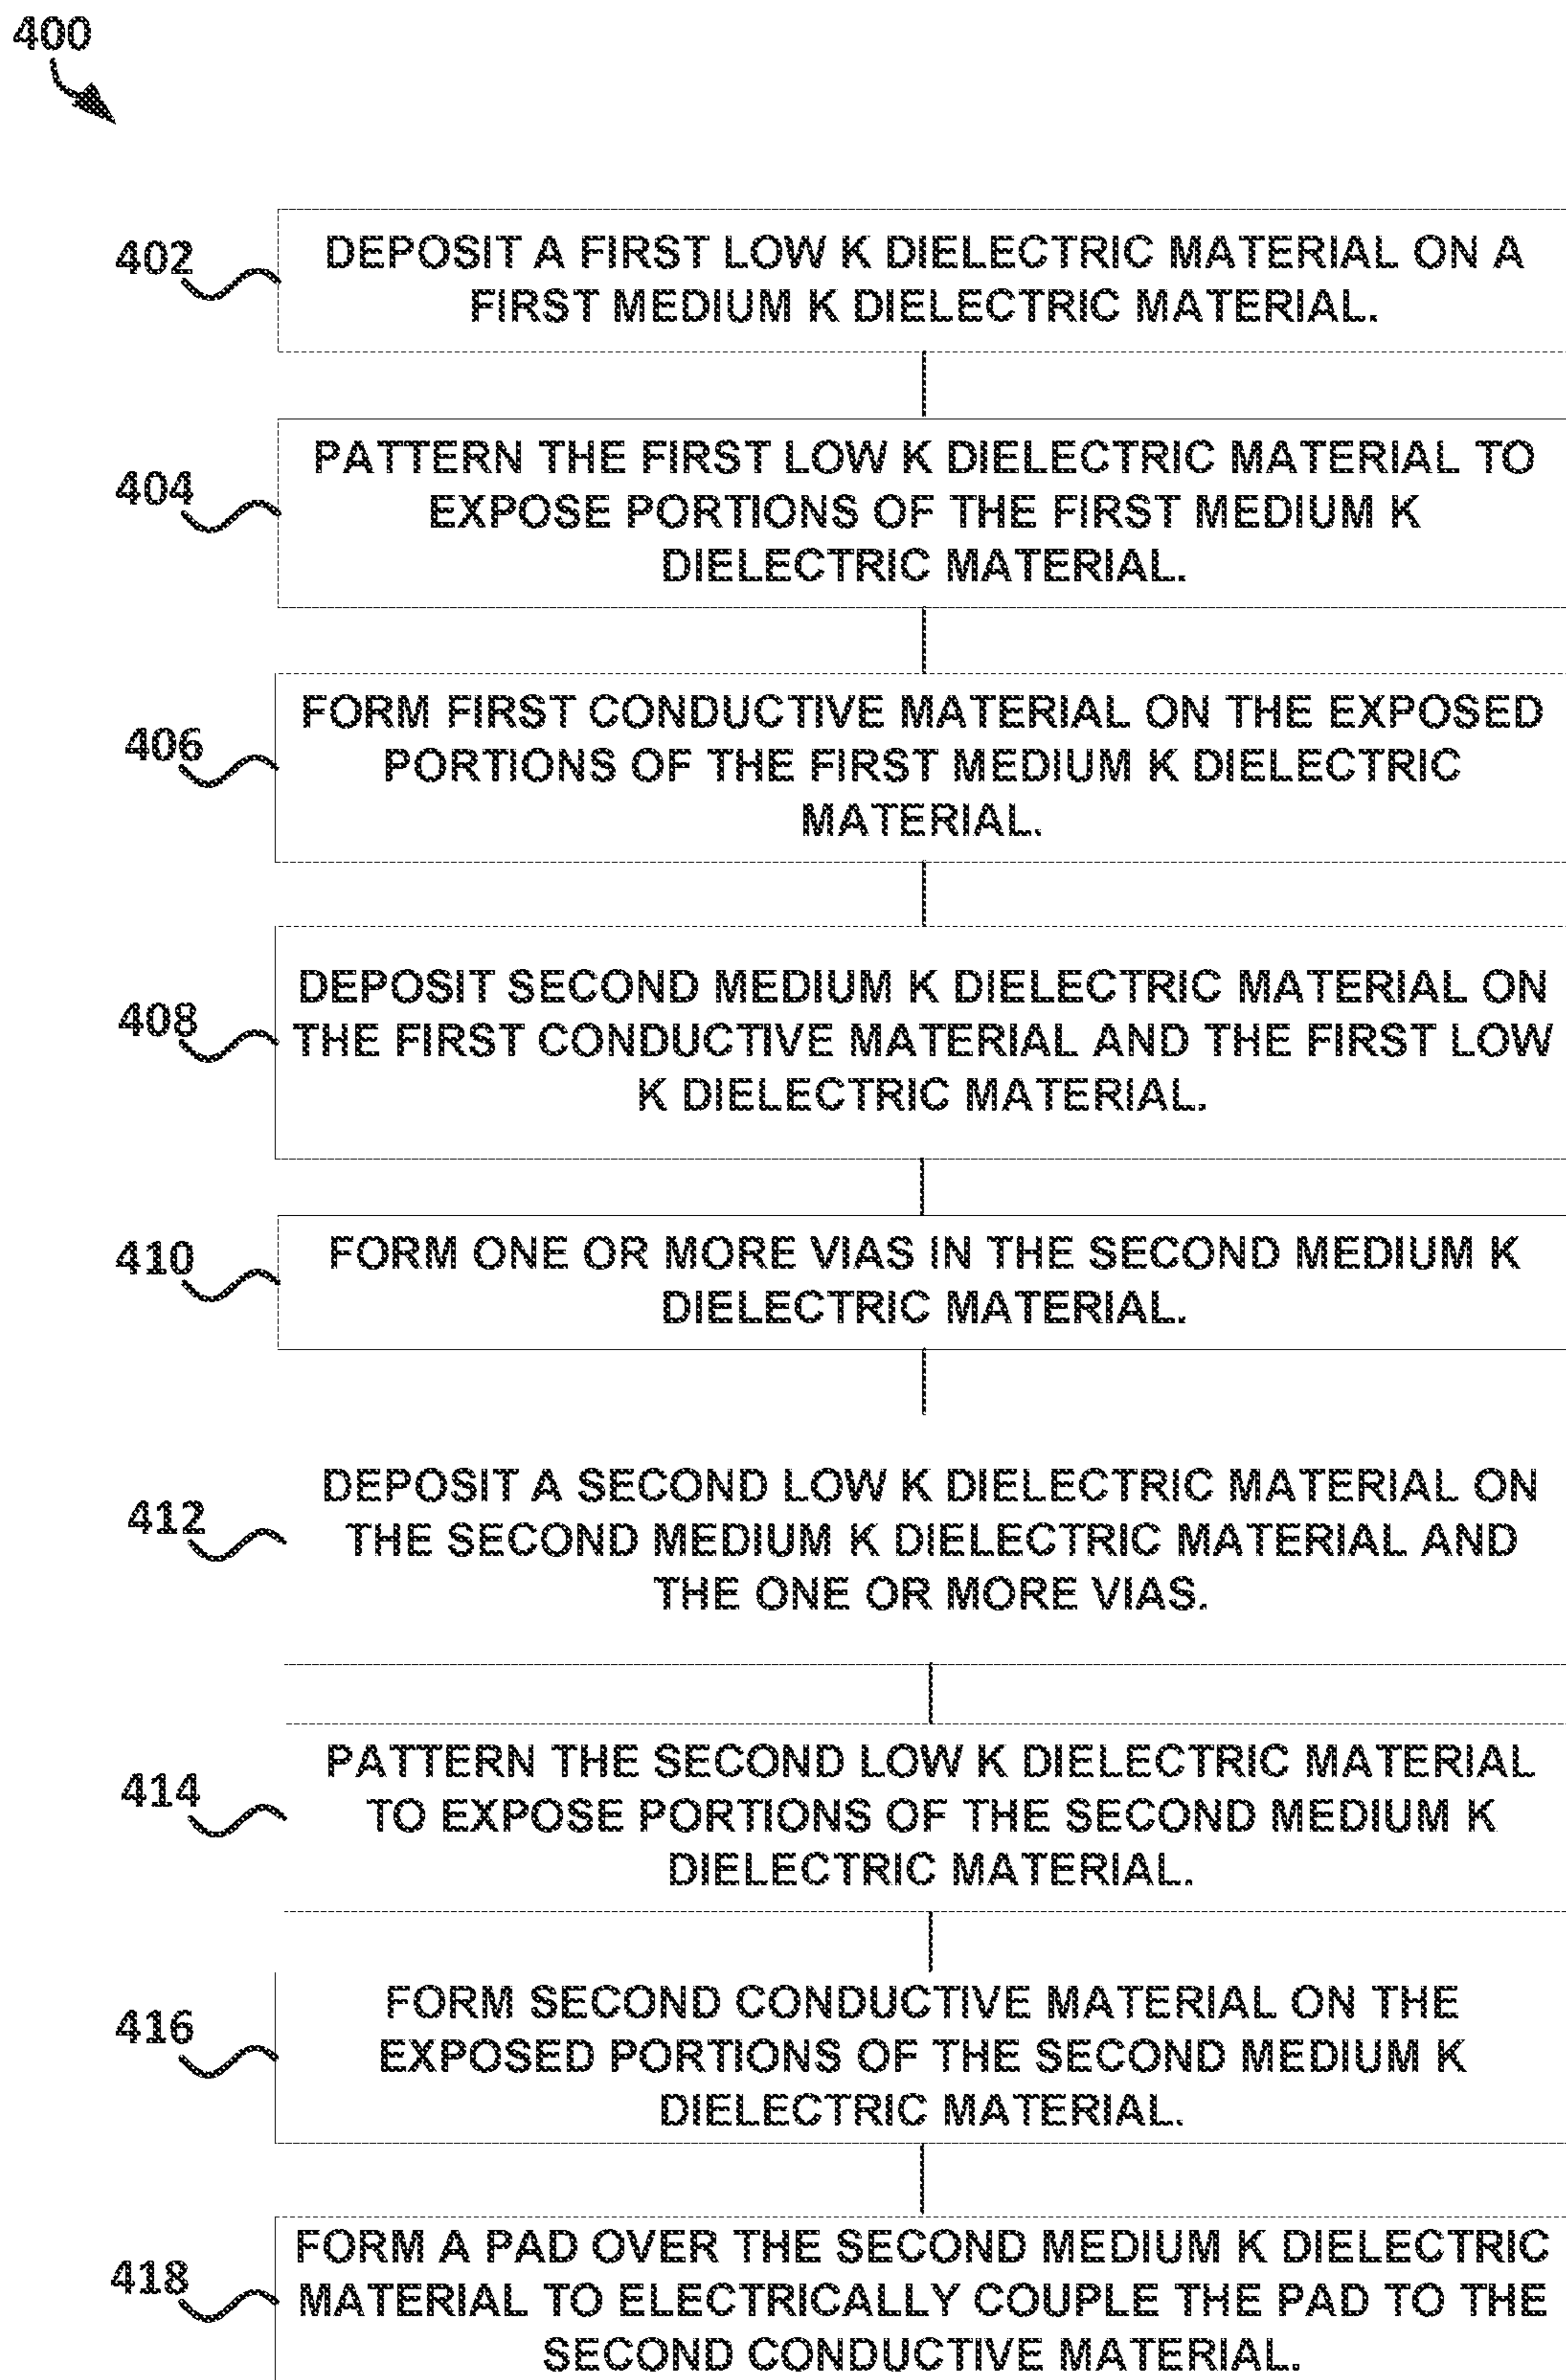 400
402
DEPOSIT A FIRST LOW K DIELECTRIC MATERIAL ON A
FIRST MEDIUM K DIELECTRIC MATERIAL.
404
PATTERN THE FIRST LOW K DIELECTRIC MATERIAL TO
EXPOSE PORTIONS OF THE FIRST MEDIUM K
DIELECTRIC MATERIAL.
406
FORM FIRST CONDUCTIVE MATERIAL ON THE EXPOSED
PORTIONS OF THE FIRST MEDIUM K DIELECTRIC
MATERIAL.
408
DEPOSIT SECOND MEDIUM K DIELECTRIC MATERIAL ON
THE FIRST CONDUCTIVE MATERIAL AND THE FIRST LOW
K DIELECTRIC MATERIAL.
410
FORM ONE OR MORE VIAS IN THE SECOND MEDIUM K
DIELECTRIC MATERIAL.
412
DEPOSIT A SECOND LOW K DIELECTRIC MATERIAL ON
THE SECOND MEDIUM K DIELECTRIC MATERIAL AND
THE ONE OR MORE VIAS.
414
PATTERN THE SECOND LOW K DIELECTRIC MATERIAL
TO EXPOSE PORTIONS OF THE SECOND MEDIUM K
DIELECTRIC MATERIAL.
416
FORM SECOND CONDUCTIVE MATERIAL ON THE
EXPOSED PORTIONS OF THE SECOND MEDIUM K
DIELECTRIC MATERIAL.
418
FORM A PAD OVER THE SECOND MEDIUM K DIELECTRIC
MATERIAL TO ELECTRICALLY COUPLE THE PAD TO THE
SECOND CONDUCTIVE MATERIAL.